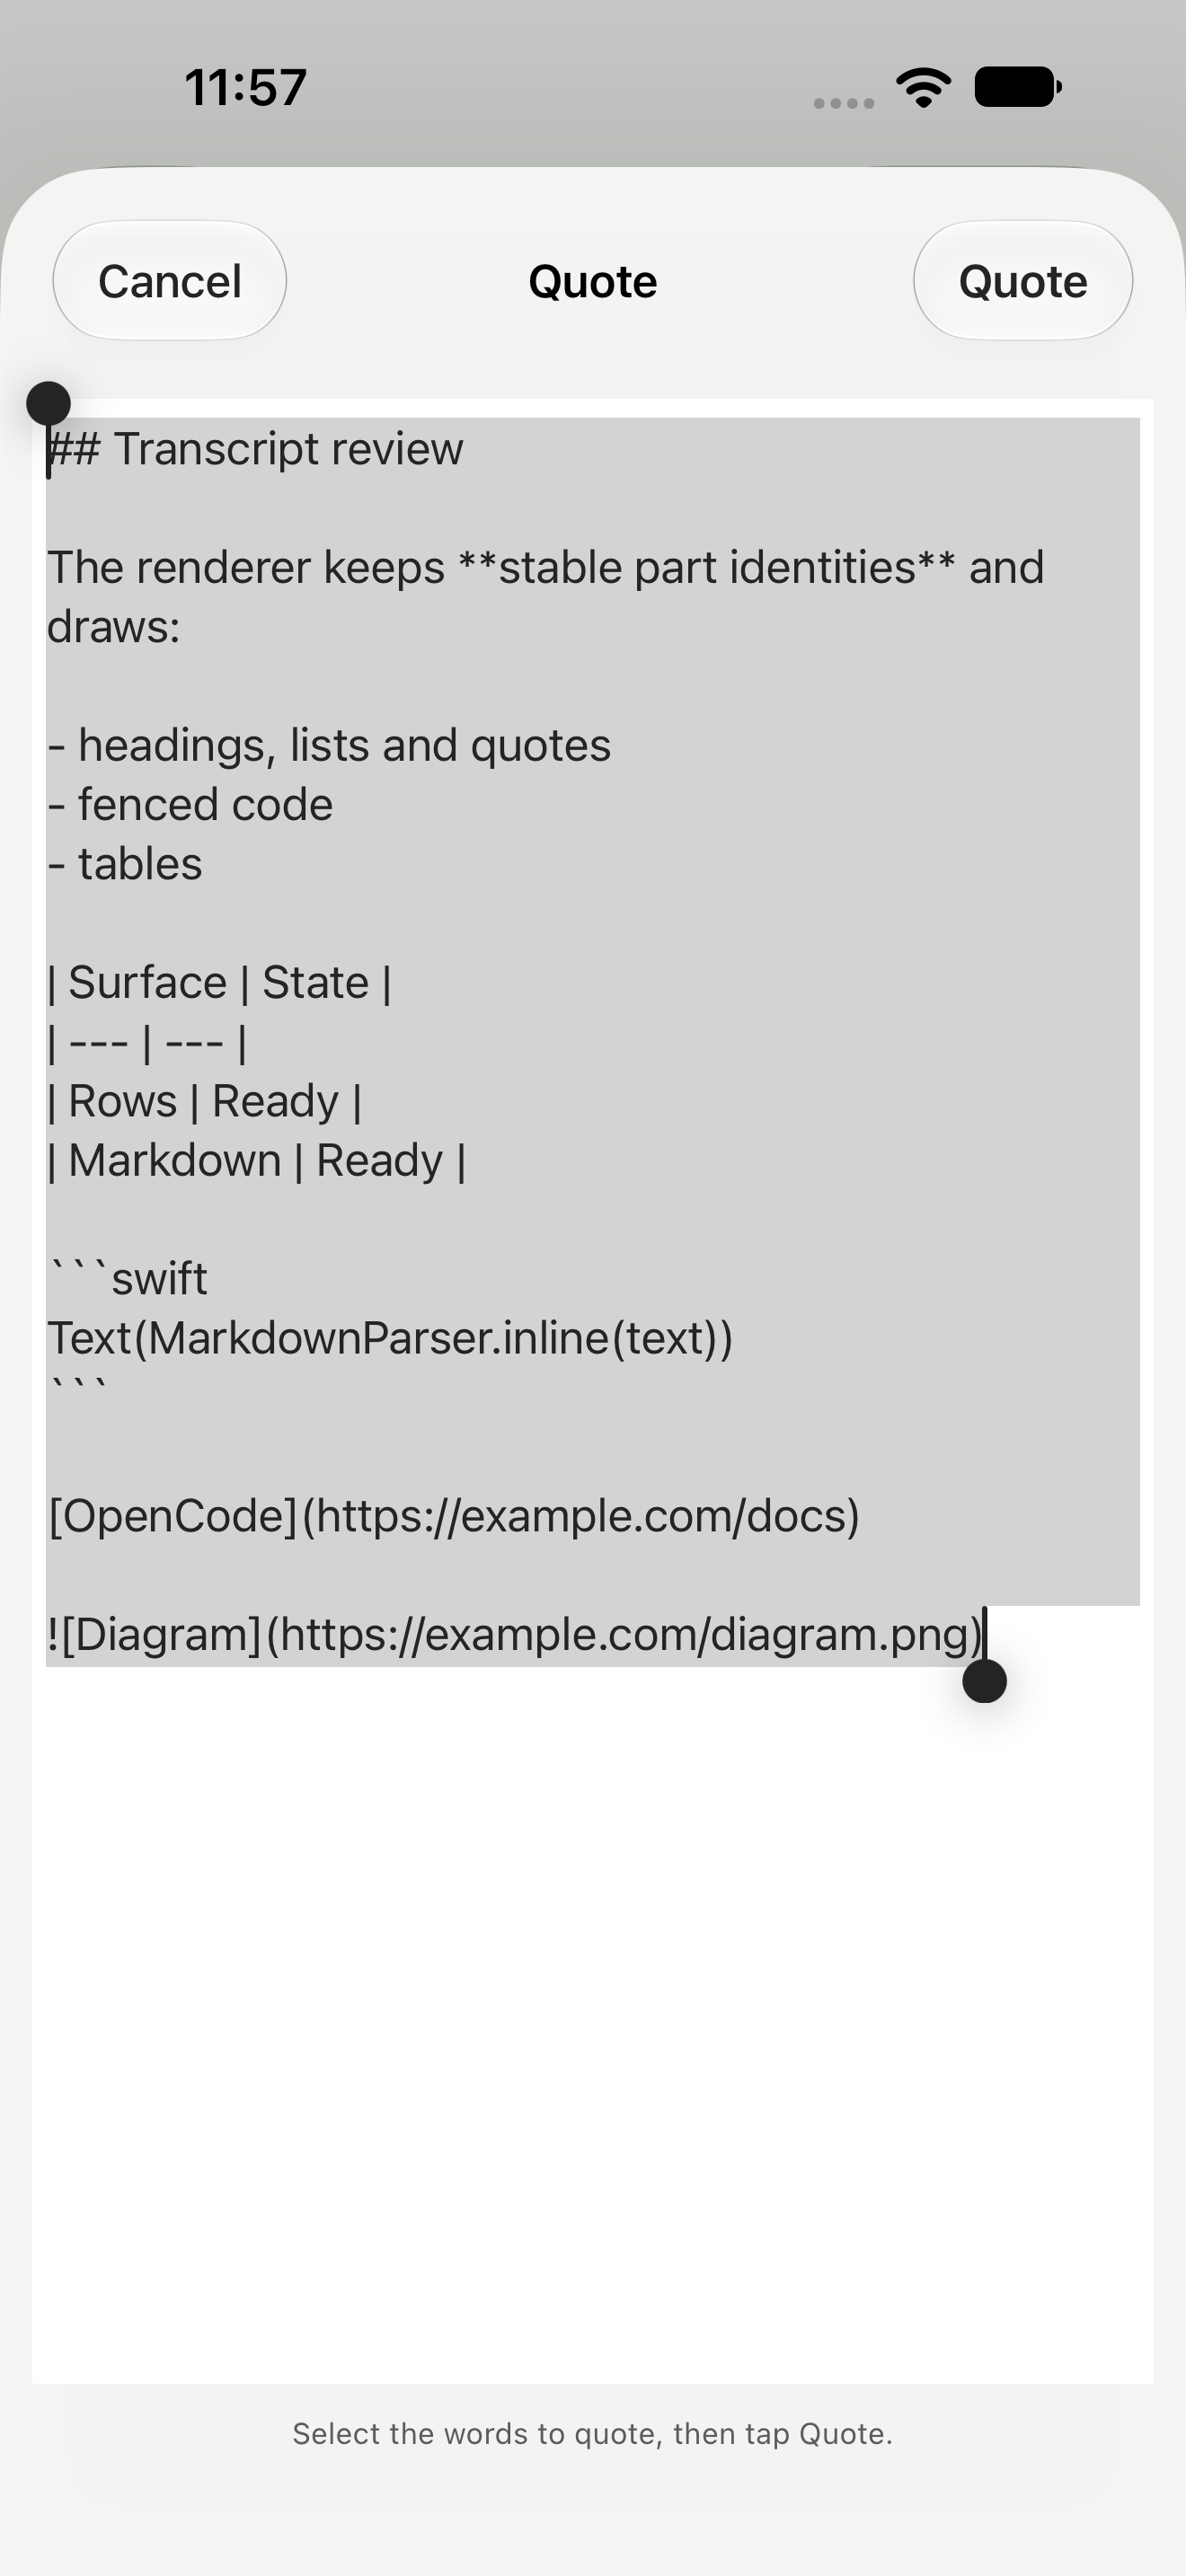 11:57
Cancel
Quote
Quote
## Transcript review
The renderer keeps **stable part identities** and
draws:
- headings, lists and quotes
- fenced code
- tables
| Surface | State |
| --- | --- |
| Rows | Ready |
| Markdown | Ready |
```swift
Text(MarkdownParser.inline(text))
```
[OpenCode](https://example.com/docs)
![Diagram](https://example.com/diagram.png)
Select the words to quote, then tap Quote.